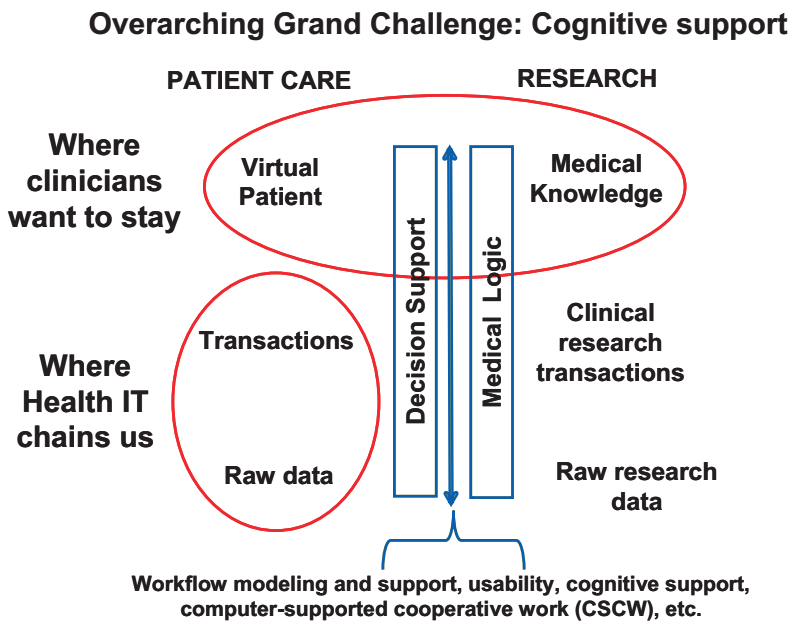 Overarching Grand Challenge: Cognitive support
PATIENT CARE
RESEARCH
Where
clinicians
want to stay
Virtual
Patient
Medical
Knowledge
Decision Support
Medical Logic
Where
Health IT
chains us
Transactions
Raw data
Clinical
research
transactions
Raw research
data
Workflow modeling and support, usability, cognitive support,
computer-supported cooperative work (CSCW), etc.